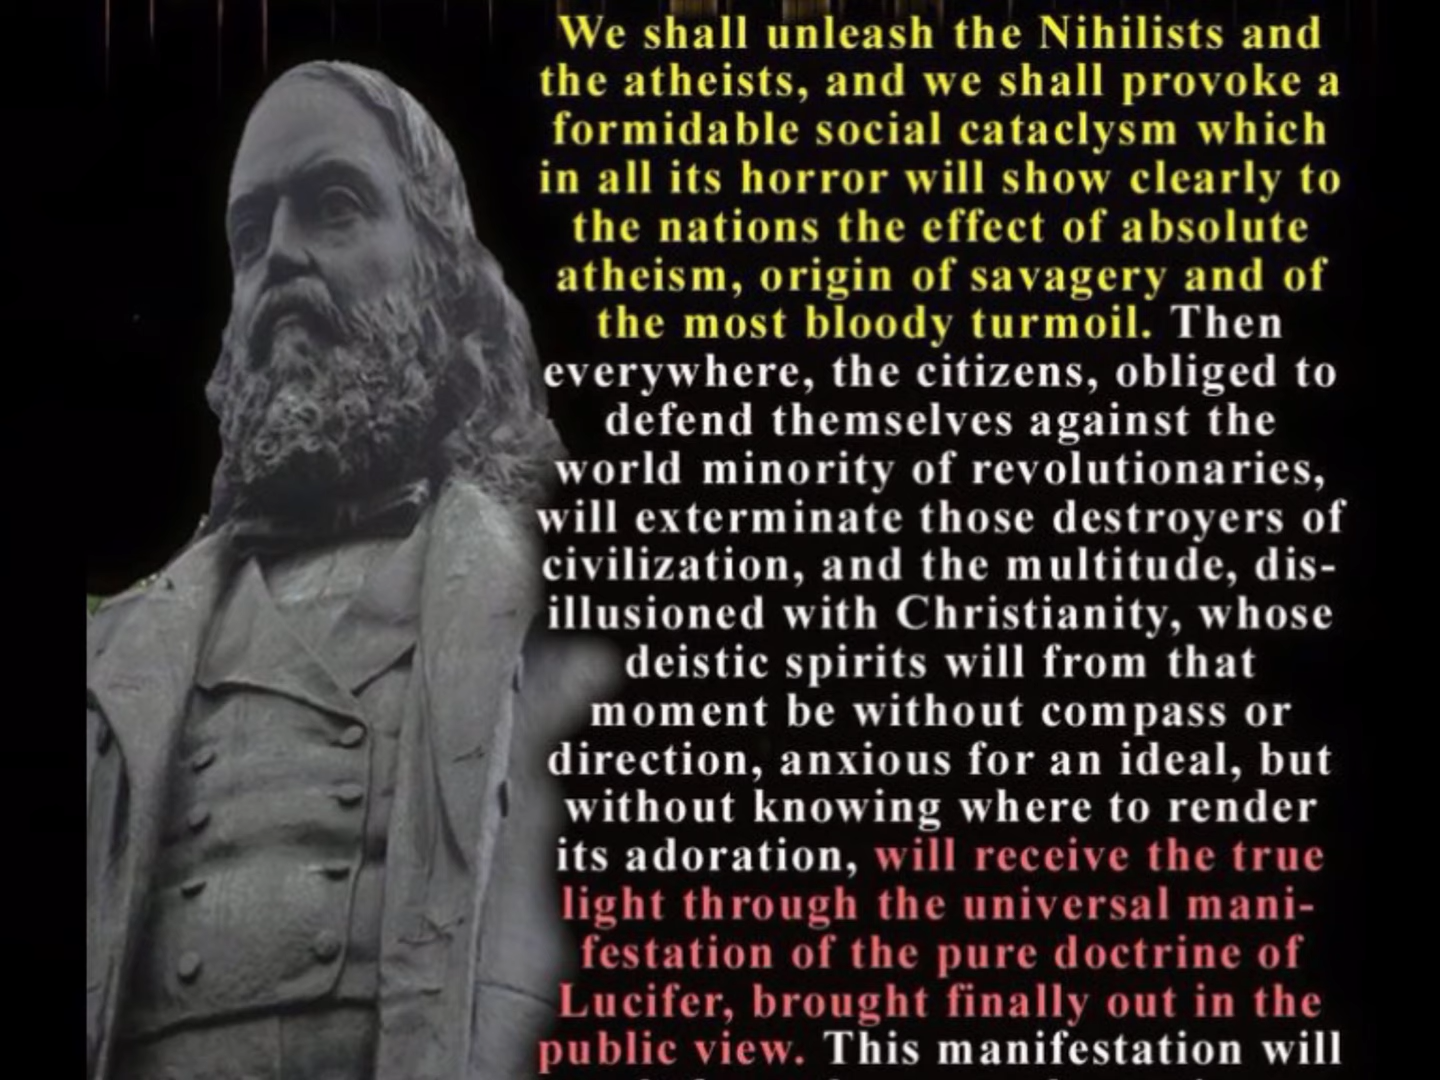 We shall unleash the Nihilists and
the atheists, and we shall provoke a
formidable social cataclysm which
in all its horror will show clearly to
the nations the effect of absolute
atheism, origin of savagery and of
the most bloody turmoil. Then
everywhere, the citizens, obliged to
defend themselves against the
world minority of revolutionaries,
will exterminate those destroyers of
civilization, and the multitude, dis-
illusioned with Christianity, whose
deistic spirits will from that
moment be without compass or
direction, anxious for an ideal, but
without knowing where to render
its adoration, will receive the true
light through the universal mani-
festation of the pure doctrine of
Lucifer, brought finally out in the
public view. This manifestation will